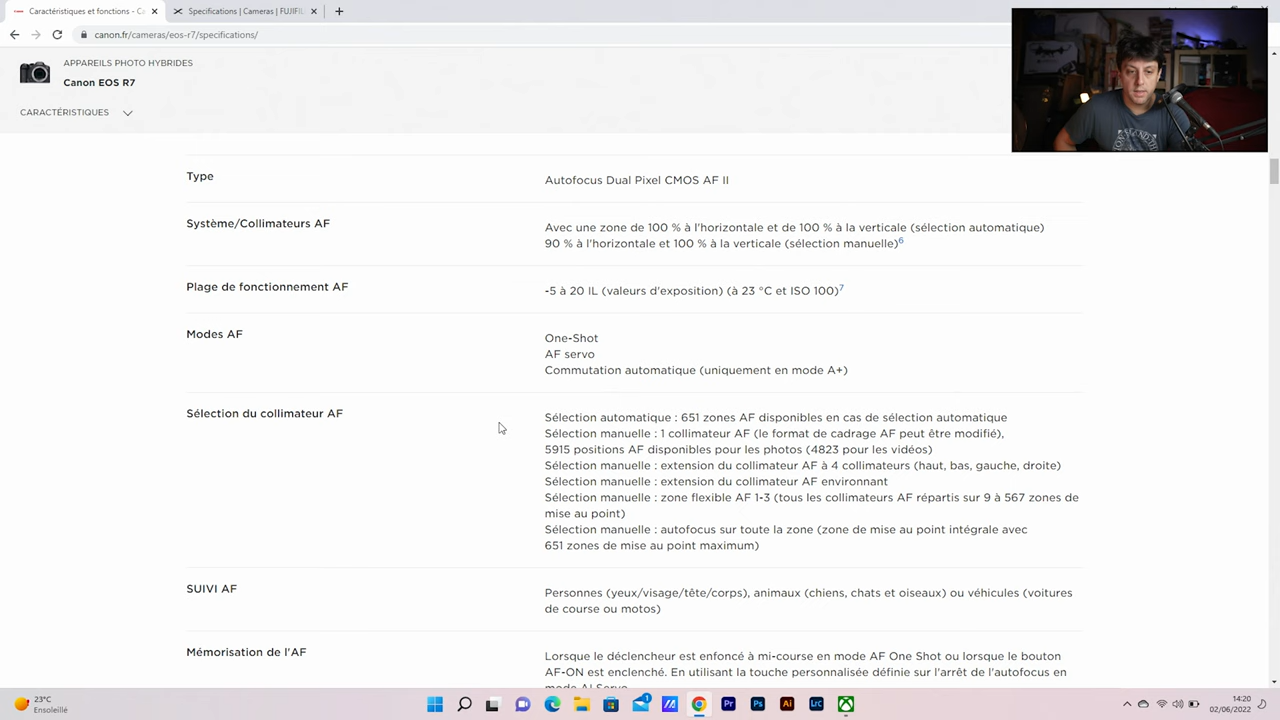 Caractéristiques et fonctions - Ca
Specifications | Cameras | FUJIFIL
canon.fr/cameras/eos-r7/specifications/
APPAREILS PHOTO HYBRIDES
Canon EOS R7
CARACTÉRISTIQUES
Type
Autofocus Dual Pixel CMOS AF II
Système/Collimateurs AF
Avec une zone de 100 % à l'horizontale et de 100 % à la verticale (sélection automatique)
90 % à l'horizontale et 100 % à la verticale (sélection manuelle)6
Plage de fonctionnement AF
-5 à 20 IL (valeurs d'exposition) (à 23 °C et ISO 100)7
Modes AF
One-Shot
AF servo
Commutation automatique (uniquement en mode A+)
Sélection du collimateur AF
Sélection automatique : 651 zones AF disponibles en cas de sélection automatique
Sélection manuelle : 1 collimateur AF (le format de cadrage AF peut être modifié),
5915 positions AF disponibles pour les photos (4823 pour les vidéos)
Sélection manuelle : extension du collimateur AF à 4 collimateurs (haut, bas, gauche, droite)
Sélection manuelle : extension du collimateur AF environnant
Sélection manuelle : zone flexible AF 1-3 (tous les collimateurs AF répartis sur 9 à 567 zones de
mise au point)
Sélection manuelle : autofocus sur toute la zone (zone de mise au point intégrale avec
651 zones de mise au point maximum)
SUIVI AF
Personnes (yeux/visage/tête/corps), animaux (chiens, chats et oiseaux) ou véhicules (voitures
de course ou motos)
Mémorisation de l'AF
Lorsque le déclencheur est enfoncé à mi-course en mode AF One Shot ou lorsque le bouton
AF-ON est enclenché. En utilisant la touche personnalisée définie sur l'arrêt de l'autofocus en
mode AI Servo
23°C
Ensoleillé
1
Pr
Ps
Ai
Lrc
14:20
02/06/2022